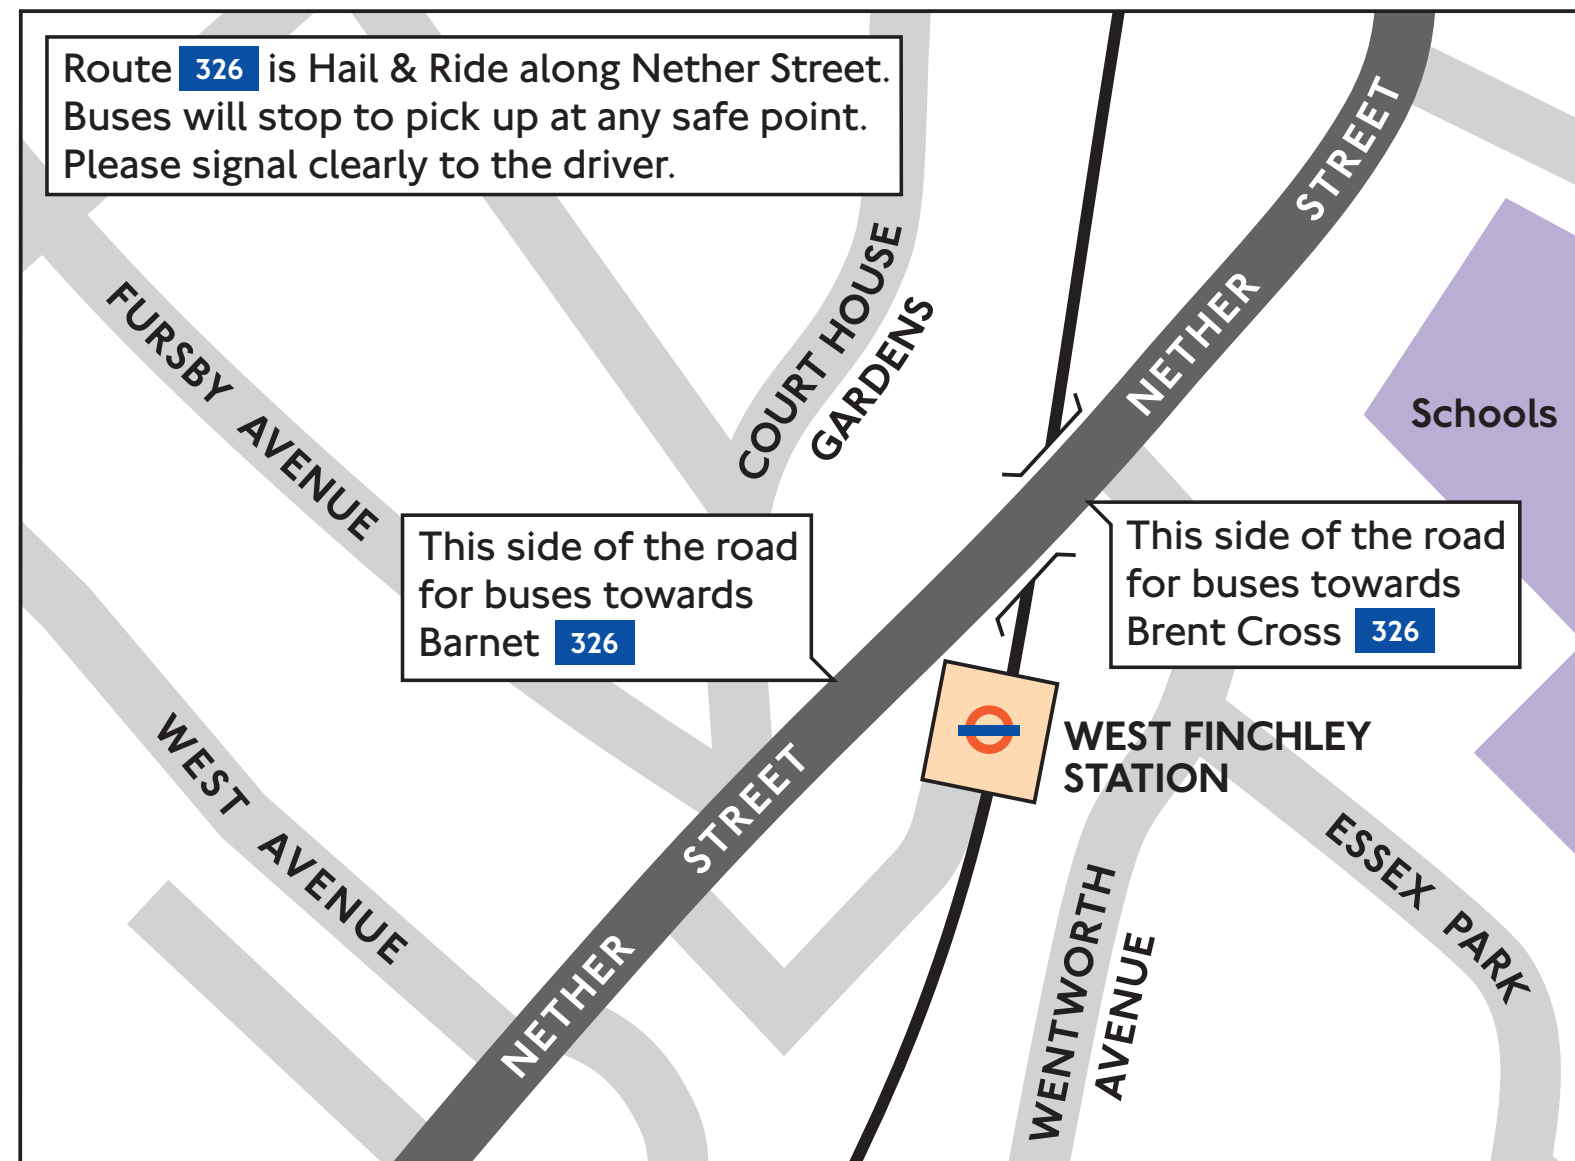 Route 326 is Hail & Ride along Nether Street.
Buses will stop to pick up at any safe point.
Please signal clearly to the driver.
NETHER STREET
COURT HOUSE
GARDENS
FURSBY AVENUE
Schools
This side of the road
for buses towards
Barnet 326
This side of the road
for buses towards
Brent Cross 326
WEST FINCHLEY
STATION
WEST AVENUE
NETHER STREET
WENTWORTH
AVENUE
ESSEX PARK